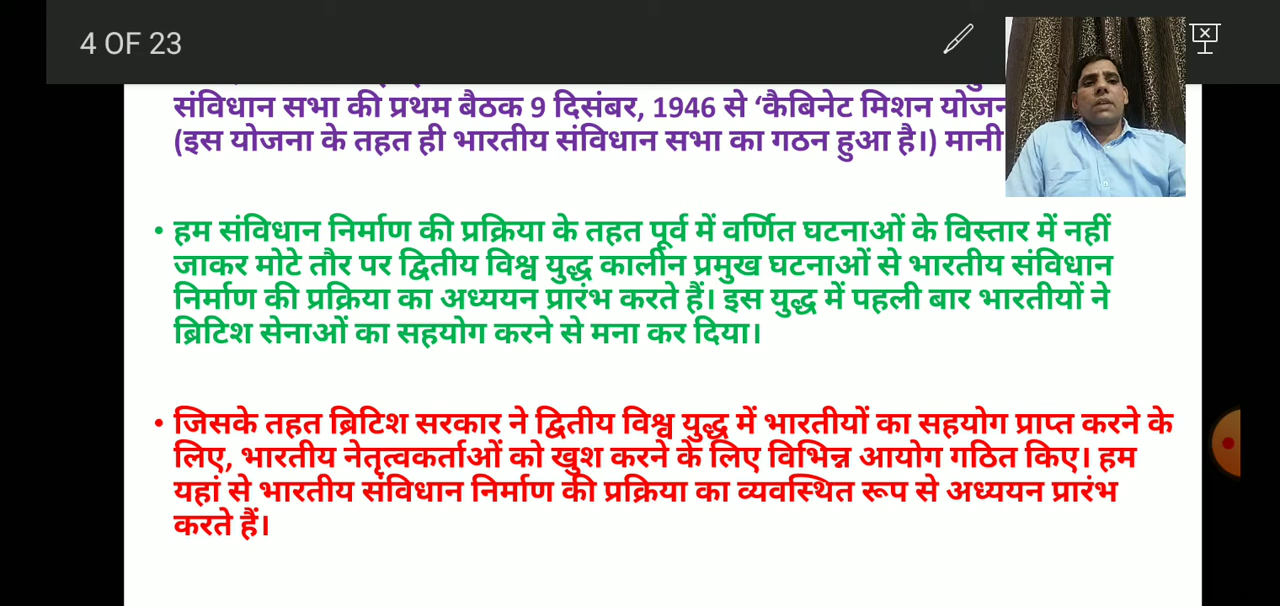 4 OF 23
संविधान सभा की प्रथम बैठक 9 दिसंबर, 1946 से ‘कैबिनेट मिशन
(इस योजना के तहत ही भारतीय संविधान सभा का गठन हुआ है।) मानी
• हम संविधान निर्माण की प्रक्रिया के तहत पूर्व में वर्णित घटनाओं के विस्तार में नहीं
जाकर मोटे तौर पर द्वितीय विश्व युद्ध कालीन प्रमुख घटनाओं से भारतीय संविधान
निर्माण की प्रक्रिया का अध्ययन प्रारंभ करते हैं। इस युद्ध में पहली बार भारतीयों ने
ब्रिटिश सेनाओं का सहयोग करने से मना कर दिया।
• जिसके तहत ब्रिटिश सरकार ने द्वितीय विश्व युद्ध में भारतीयों का सहयोग प्राप्त करने के
लिए, भारतीय नेतृत्वकर्ताओं को खुश करने के लिए विभिन्न आयोग गठित किए। हम
यहां से भारतीय संविधान निर्माण की प्रक्रिया का व्यवस्थित रूप से अध्ययन प्रारंभ
करते हैं।